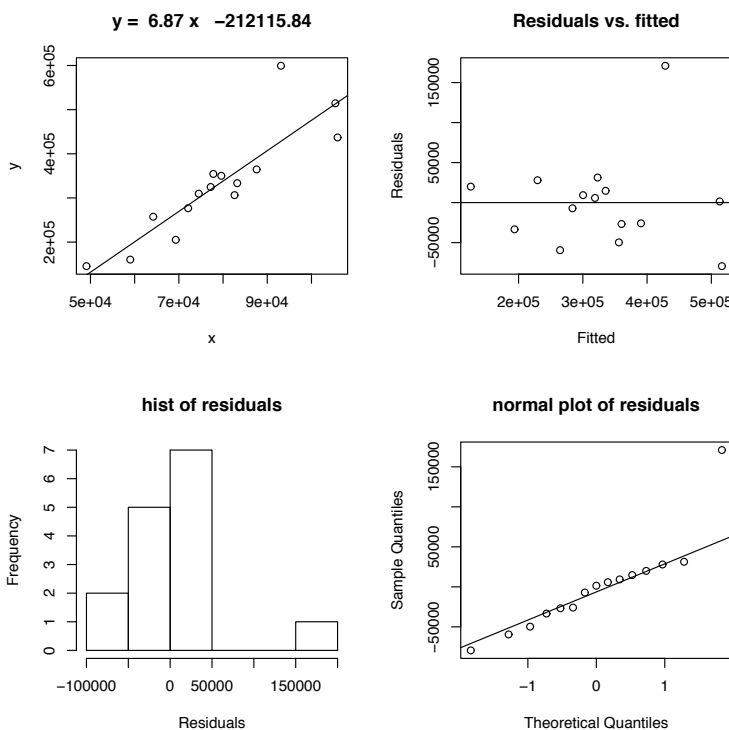 y = 6.87 x −212115.84
y
2e+05 4e+05 6e+05
5e+04 7e+04 9e+04
x
Residuals vs. fitted
Residuals
−50000 50000 150000
2e+05 3e+05 4e+05 5e+05
Fitted
hist of residuals
Frequency
0 1 2 3 4 5 6 7
−100000 0 50000 150000
Residuals
normal plot of residuals
Sample Quantiles
−50000 50000 150000
−1 0 1
Theoretical Quantiles